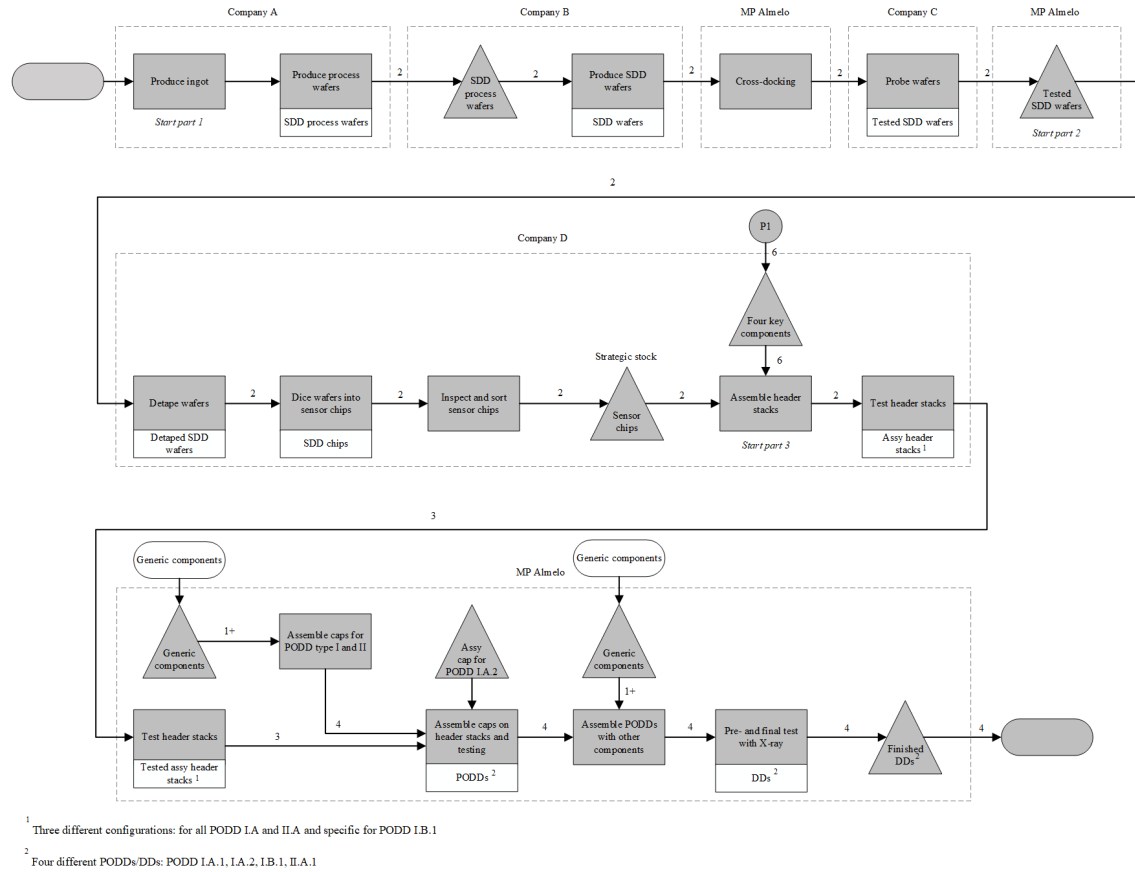 Company A
Company B
MP Almelo
Company C
MP Almelo
Produce ingot
Start part 1
Produce process
wafers
SDD process wafers
2
SDD
process
wafers
2
Produce SDD
wafers
SDD wafers
2
Cross-docking
2
Probe wafers
Tested SDD wafers
2
Tested
SDD wafers
Start part 2
2
Company D
P1
6
Four key
components
6
Detape wafers
Detaped SDD
wafers
2
Dice wafers into
sensor chips
SDD chips
2
Inspect and sort
sensor chips
2
Strategic stock
Sensor
chips
2
Assemble header
stacks
Start part 3
2
Test header stacks
Assy header
stacks 1
3
Generic components
Generic components
MP Almelo
Generic
components
1+
Assemble caps for
PODD type I and II
4
Assy
cap for
PODD I.A.2
Generic
components
1+
Test header stacks
Tested assy header
stacks 1
3
Assemble caps on
header stacks and
testing
PODDs 2
4
Assemble PODDs
with other
components
4
Pre- and final test
with X-ray
DDs 2
4
Finished
DDs 2
4
1 Three different configurations: for all PODD I.A and II.A and specific for PODD I.B.1
2 Four different PODDs/DDs: PODD I.A.1, I.A.2, I.B.1, II.A.1